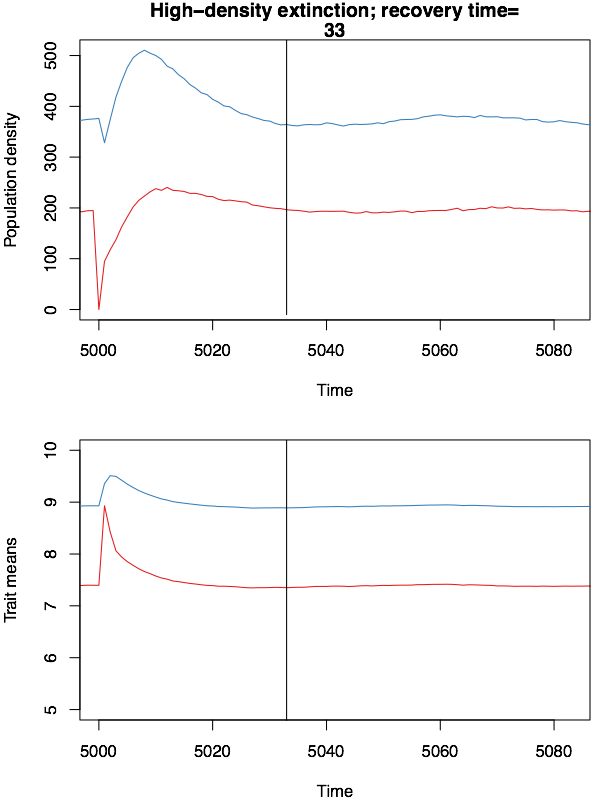 High–density extinction; recovery time=
33
Population density
500
400
300
200
100
0
5000 5020 5040 5060 5080
Time
Trait means
10
9
8
7
6
5
5000 5020 5040 5060 5080
Time